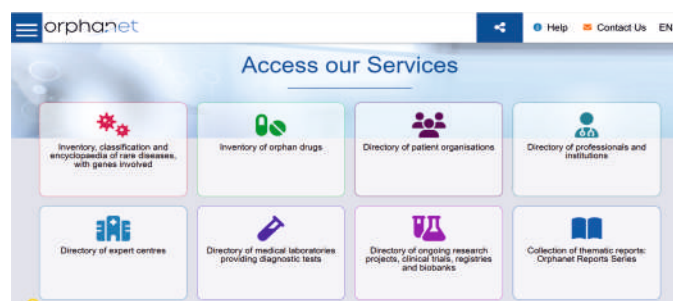 orphanet
Help
Contact Us
EN
Access our Services
Inventory, classification and
encyclopaedia of rare diseases,
with genes involved
Inventory of orphan drugs
Directory of patient organisations
Directory of professionals and
institutions
Directory of expert centres
Directory of medical laboratories
providing diagnostic tests
Directory of ongoing research
projects, clinical trials, registries
and biobanks
Collection of thematic reports:
Orphanet Reports Series